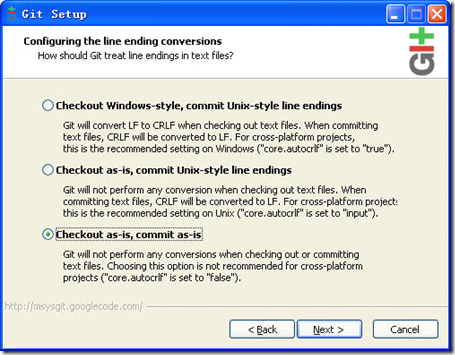 Git Setup
Configuring the line ending conversions
How should Git treat line endings in text files?
Git
Checkout Windows-style, commit Unix-style line endings
Git will convert LF to CRLF when checking out text files. When committing
text files, CRLF will be converted to LF. For cross-platform projects,
this is the recommended setting on Windows ("core.autocrlf" is set to "true").
Checkout as-is, commit Unix-style line endings
Git will not perform any conversion when checking out text files. When
committing text files, CRLF will be converted to LF. For cross-platform project:
this is the recommended setting on Unix ("core.autocrlf" is set to "input").
Checkout as-is, commit as-is
Git will not perform any conversions when checking out or committing
text files. Choosing this option is not recommended for cross-platform
projects ("core.autocrlf" is set to "false").
http://msysgit.googlecode.com/
< Back
Next >
Cancel